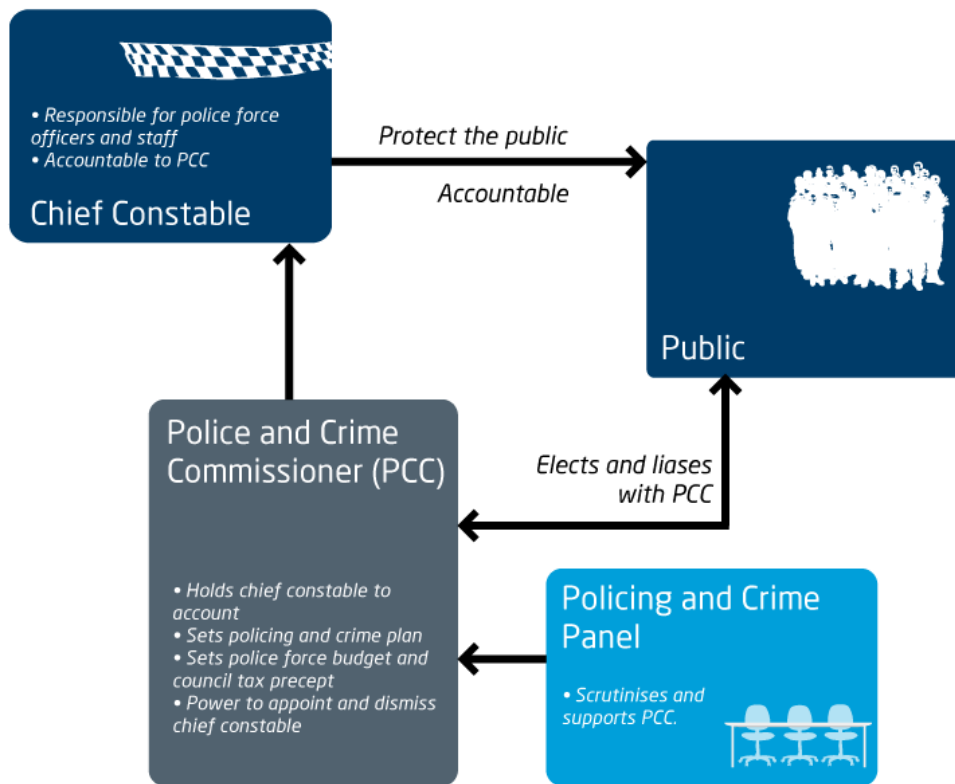 • Responsible for police force
officers and staff
• Accountable to PCC
Chief Constable
Protect the public
Accountable
Public
Elects and liases
with PCC
Police and Crime
Commissioner (PCC)
• Holds chief constable to
account
• Sets policing and crime plan
• Sets police force budget and
council tax precept
• Power to appoint and dismiss
chief constable
Policing and Crime
Panel
• Scrutinises and
supports PCC.